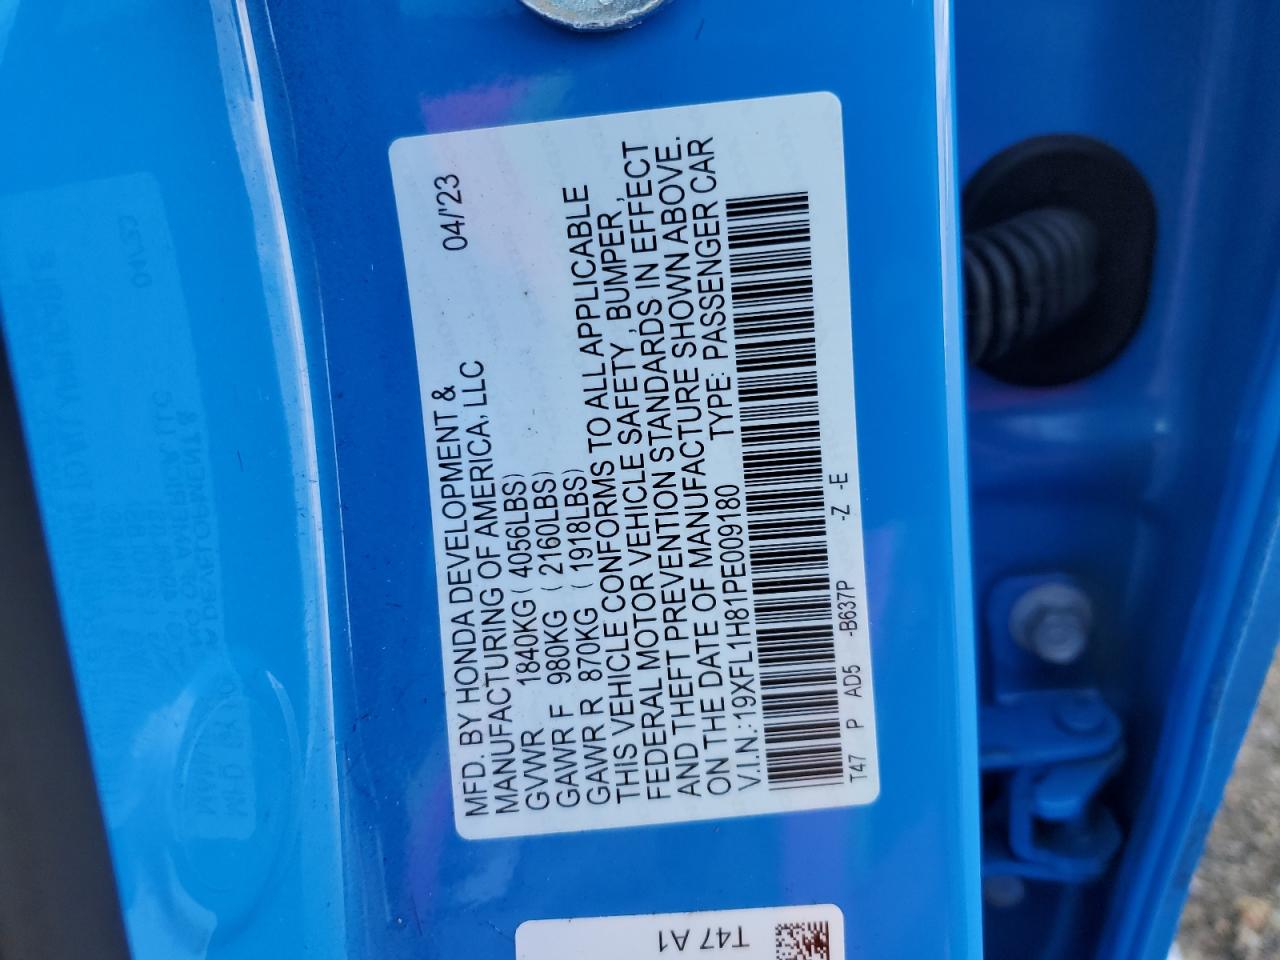 MFD. BY HONDA DEVELOPMENT & 04/'23
MANUFACTURING OF AMERICA, LLC
GVWR 1840KG ( 4056LBS)
GAWR F 980KG ( 2160LBS)
GAWR R 870KG ( 1918LBS)
THIS VEHICLE CONFORMS TO ALL APPLICABLE
FEDERAL MOTOR VEHICLE SAFETY , BUMPER ,
AND THEFT PREVENTION STANDARDS IN EFFECT
ON THE DATE OF MANUFACTURE SHOWN ABOVE.
V.I.N.:19XFL1H81PE009180 TYPE: PASSENGER CAR
T47 P AD5 -B637P -Z -E
T47 A1